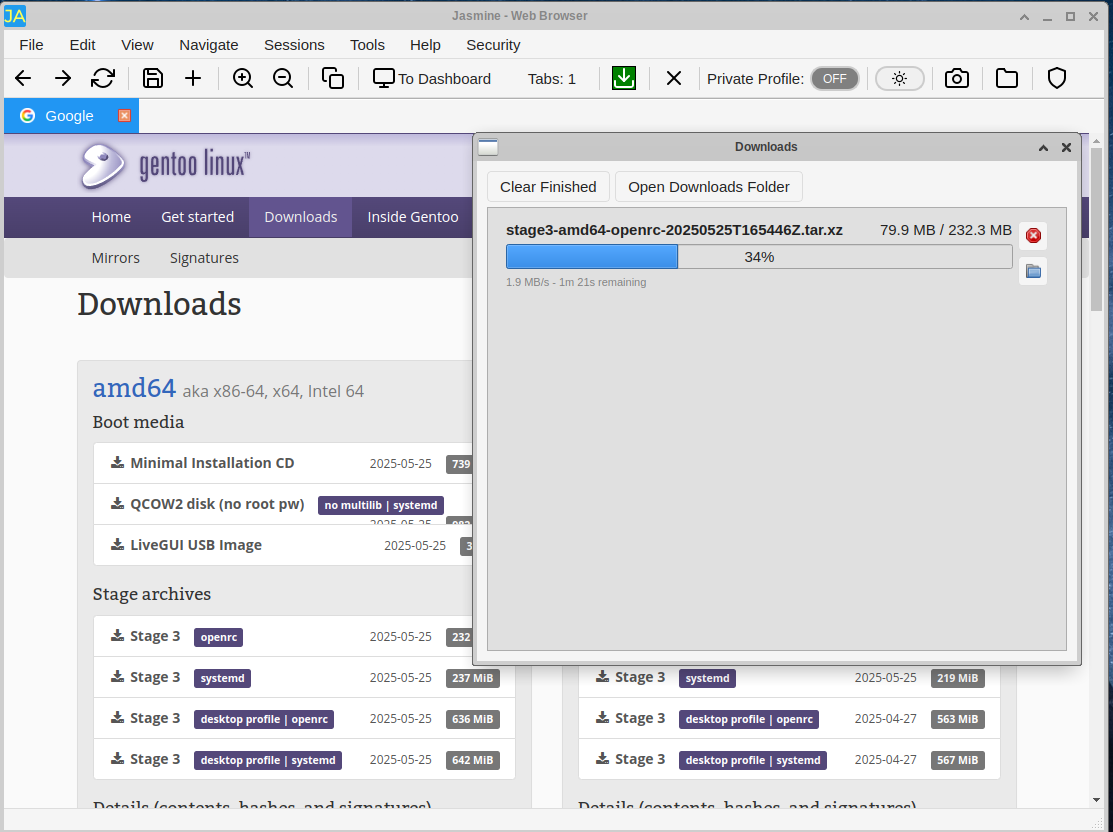 JA
Jasmine - Web Browser
File Edit View Navigate Sessions Tools Help Security
To Dashboard Tabs: 1 Private Profile: OFF
Google
gentoo linux™
Home Get started Downloads Inside Gentoo
Mirrors Signatures
Downloads
amd64 aka x86-64, x64, Intel 64
Boot media
Minimal Installation CD 2025-05-25 739
QCOW2 disk (no root pw) no multilib | systemd
2025-05-25
LiveGUI USB Image 2025-05-25 3
Stage archives
Stage 3 openrc 2025-05-25 232
Stage 3 systemd 2025-05-25 237 MiB
Stage 3 desktop profile | openrc 2025-05-25 636 MiB
Stage 3 desktop profile | systemd 2025-05-25 642 MiB
Details (contents, hashes, and signatures)
Downloads
Clear Finished Open Downloads Folder
stage3-amd64-openrc-20250525T165446Z.tar.xz 79.9 MB / 232.3 MB
34%
1.9 MB/s - 1m 21s remaining
Stage 3 systemd 2025-05-25 219 MiB
Stage 3 desktop profile | openrc 2025-04-27 563 MiB
Stage 3 desktop profile | systemd 2025-04-27 567 MiB
Details (contents, hashes, and signatures)